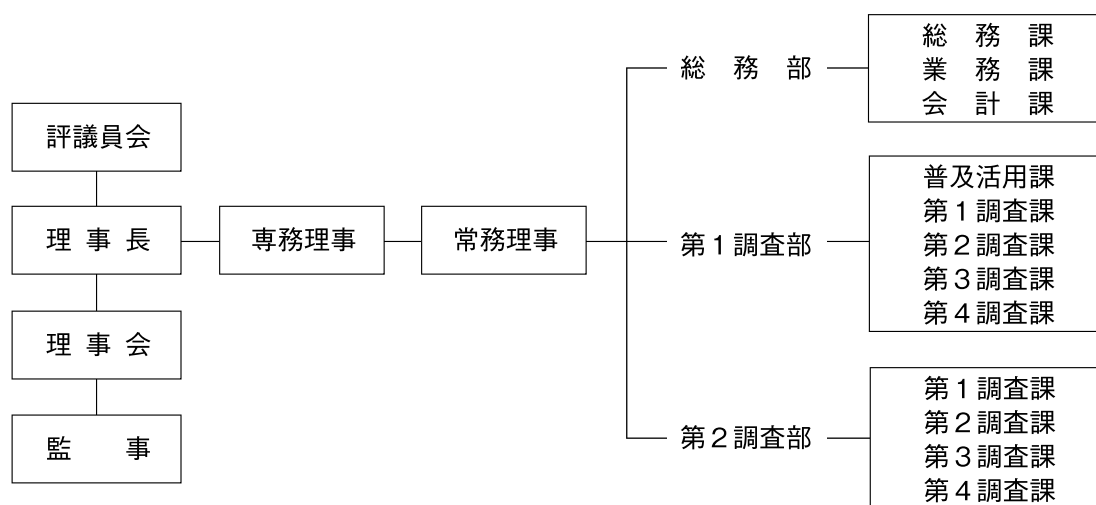 評議員会
理事長
理事会
監事
専務理事
常務理事
総務部
総務課
業務課
会計課
第１調査部
普及活用課
第１調査課
第２調査課
第３調査課
第４調査課
第２調査部
第１調査課
第２調査課
第３調査課
第４調査課